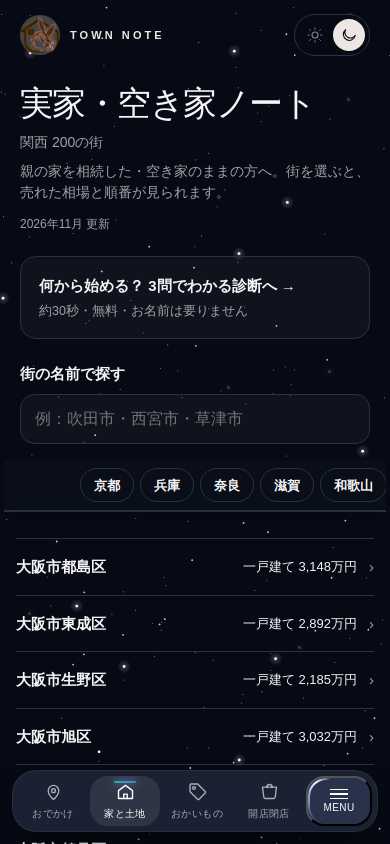 TOWN NOTE
実家・空き家ノート
関西 200の街
親の家を相続した・空き家のままの方へ。街を選ぶと、
売れた相場と順番が見られます。
2026年11月 更新
何から始める？ 3問でわかる診断へ →
約30秒・無料・お名前は要りません
街の名前で探す
例：吹田市・西宮市・草津市
京都 兵庫 奈良 滋賀 和歌山
大阪市都島区 一戸建て 3,148万円 ›
大阪市東成区 一戸建て 2,892万円 ›
大阪市生野区 一戸建て 2,185万円 ›
大阪市旭区 一戸建て 3,032万円 ›
おでかけ 家と土地 おかいもの 開店閉店 MENU